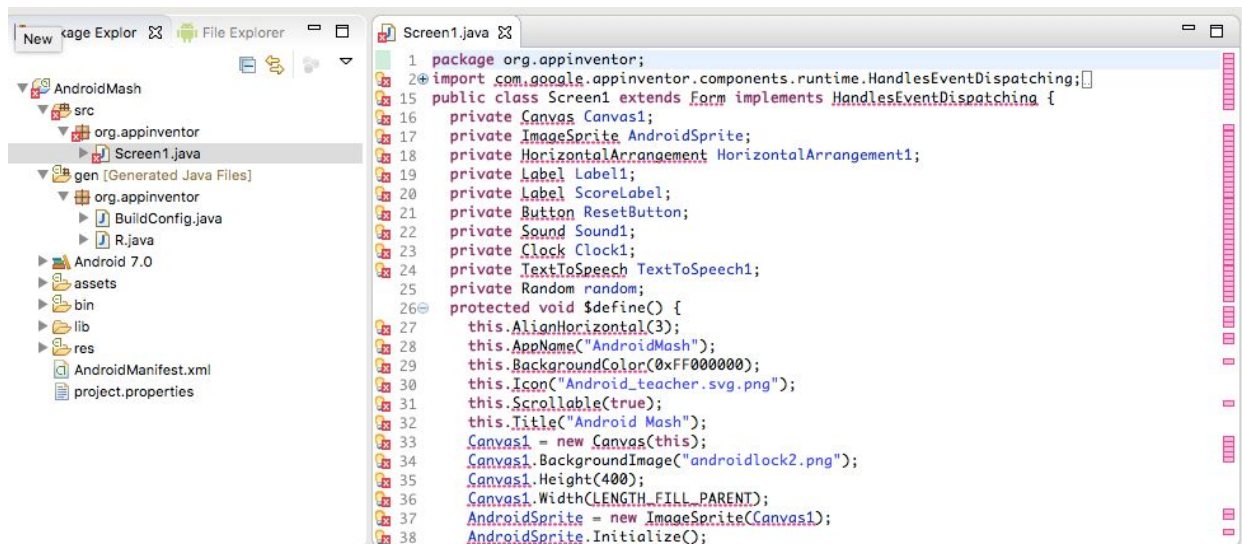 New
kage Explor
File Explorer
AndroidMash
src
org.appinventor
Screen1.java
gen [Generated Java Files]
org.appinventor
BuildConfig.java
R.java
Android 7.0
assets
bin
lib
res
AndroidManifest.xml
project.properties
Screen1.java
1 package org.appinventor;
2 import com.google.appinventor.components.runtime.HandlesEventDispatching;
15 public class Screen1 extends Form implements HandlesEventDispatching {
16 private Canvas Canvas1;
17 private ImageSprite AndroidSprite;
18 private HorizontalArrangement HorizontalArrangement1;
19 private Label Label1;
20 private Label ScoreLabel;
21 private Button ResetButton;
22 private Sound Sound1;
23 private Clock Clock1;
24 private TextToSpeech TextToSpeech1;
25 private Random random;
26 protected void $define() {
27 this.AlignHorizontal(3);
28 this.AppName("AndroidMash");
29 this.BackgroundColor(0xFF000000);
30 this.Icon("Android_teacher.svg.png");
31 this.Scrollable(true);
32 this.Title("Android Mash");
33 Canvas1 = new Canvas(this);
34 Canvas1.BackgroundImage("androidlock2.png");
35 Canvas1.Height(400);
36 Canvas1.Width(LENGTH_FILL_PARENT);
37 AndroidSprite = new ImageSprite(Canvas1);
38 AndroidSprite.Initialize();